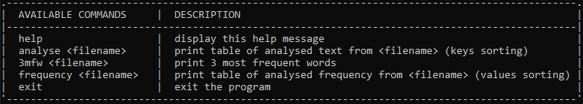 AVAILABLE COMMANDS | DESCRIPTION
help | display this help message
analyse <filename> | print table of analysed text from <filename> (keys sorting)
3mfw <filename> | print 3 most frequent words
frequency <filename> | print table of analysed frequency from <filename> (values sorting)
exit | exit the program